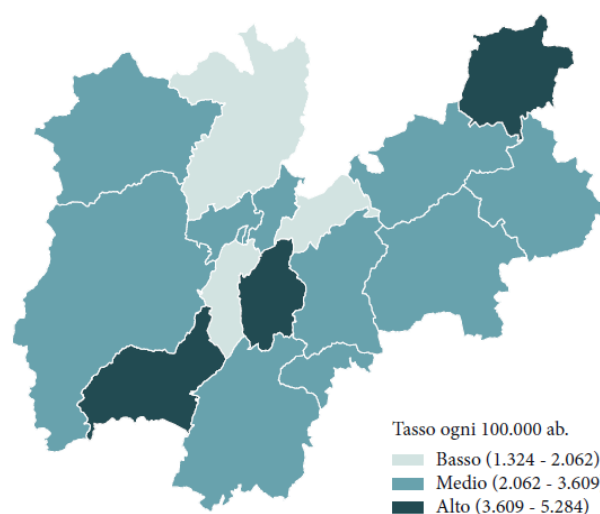 Tasso ogni 100.000 ab.
Basso (1.324 - 2.062)
Medio (2.062 - 3.609
Alto (3.609 - 5.284)